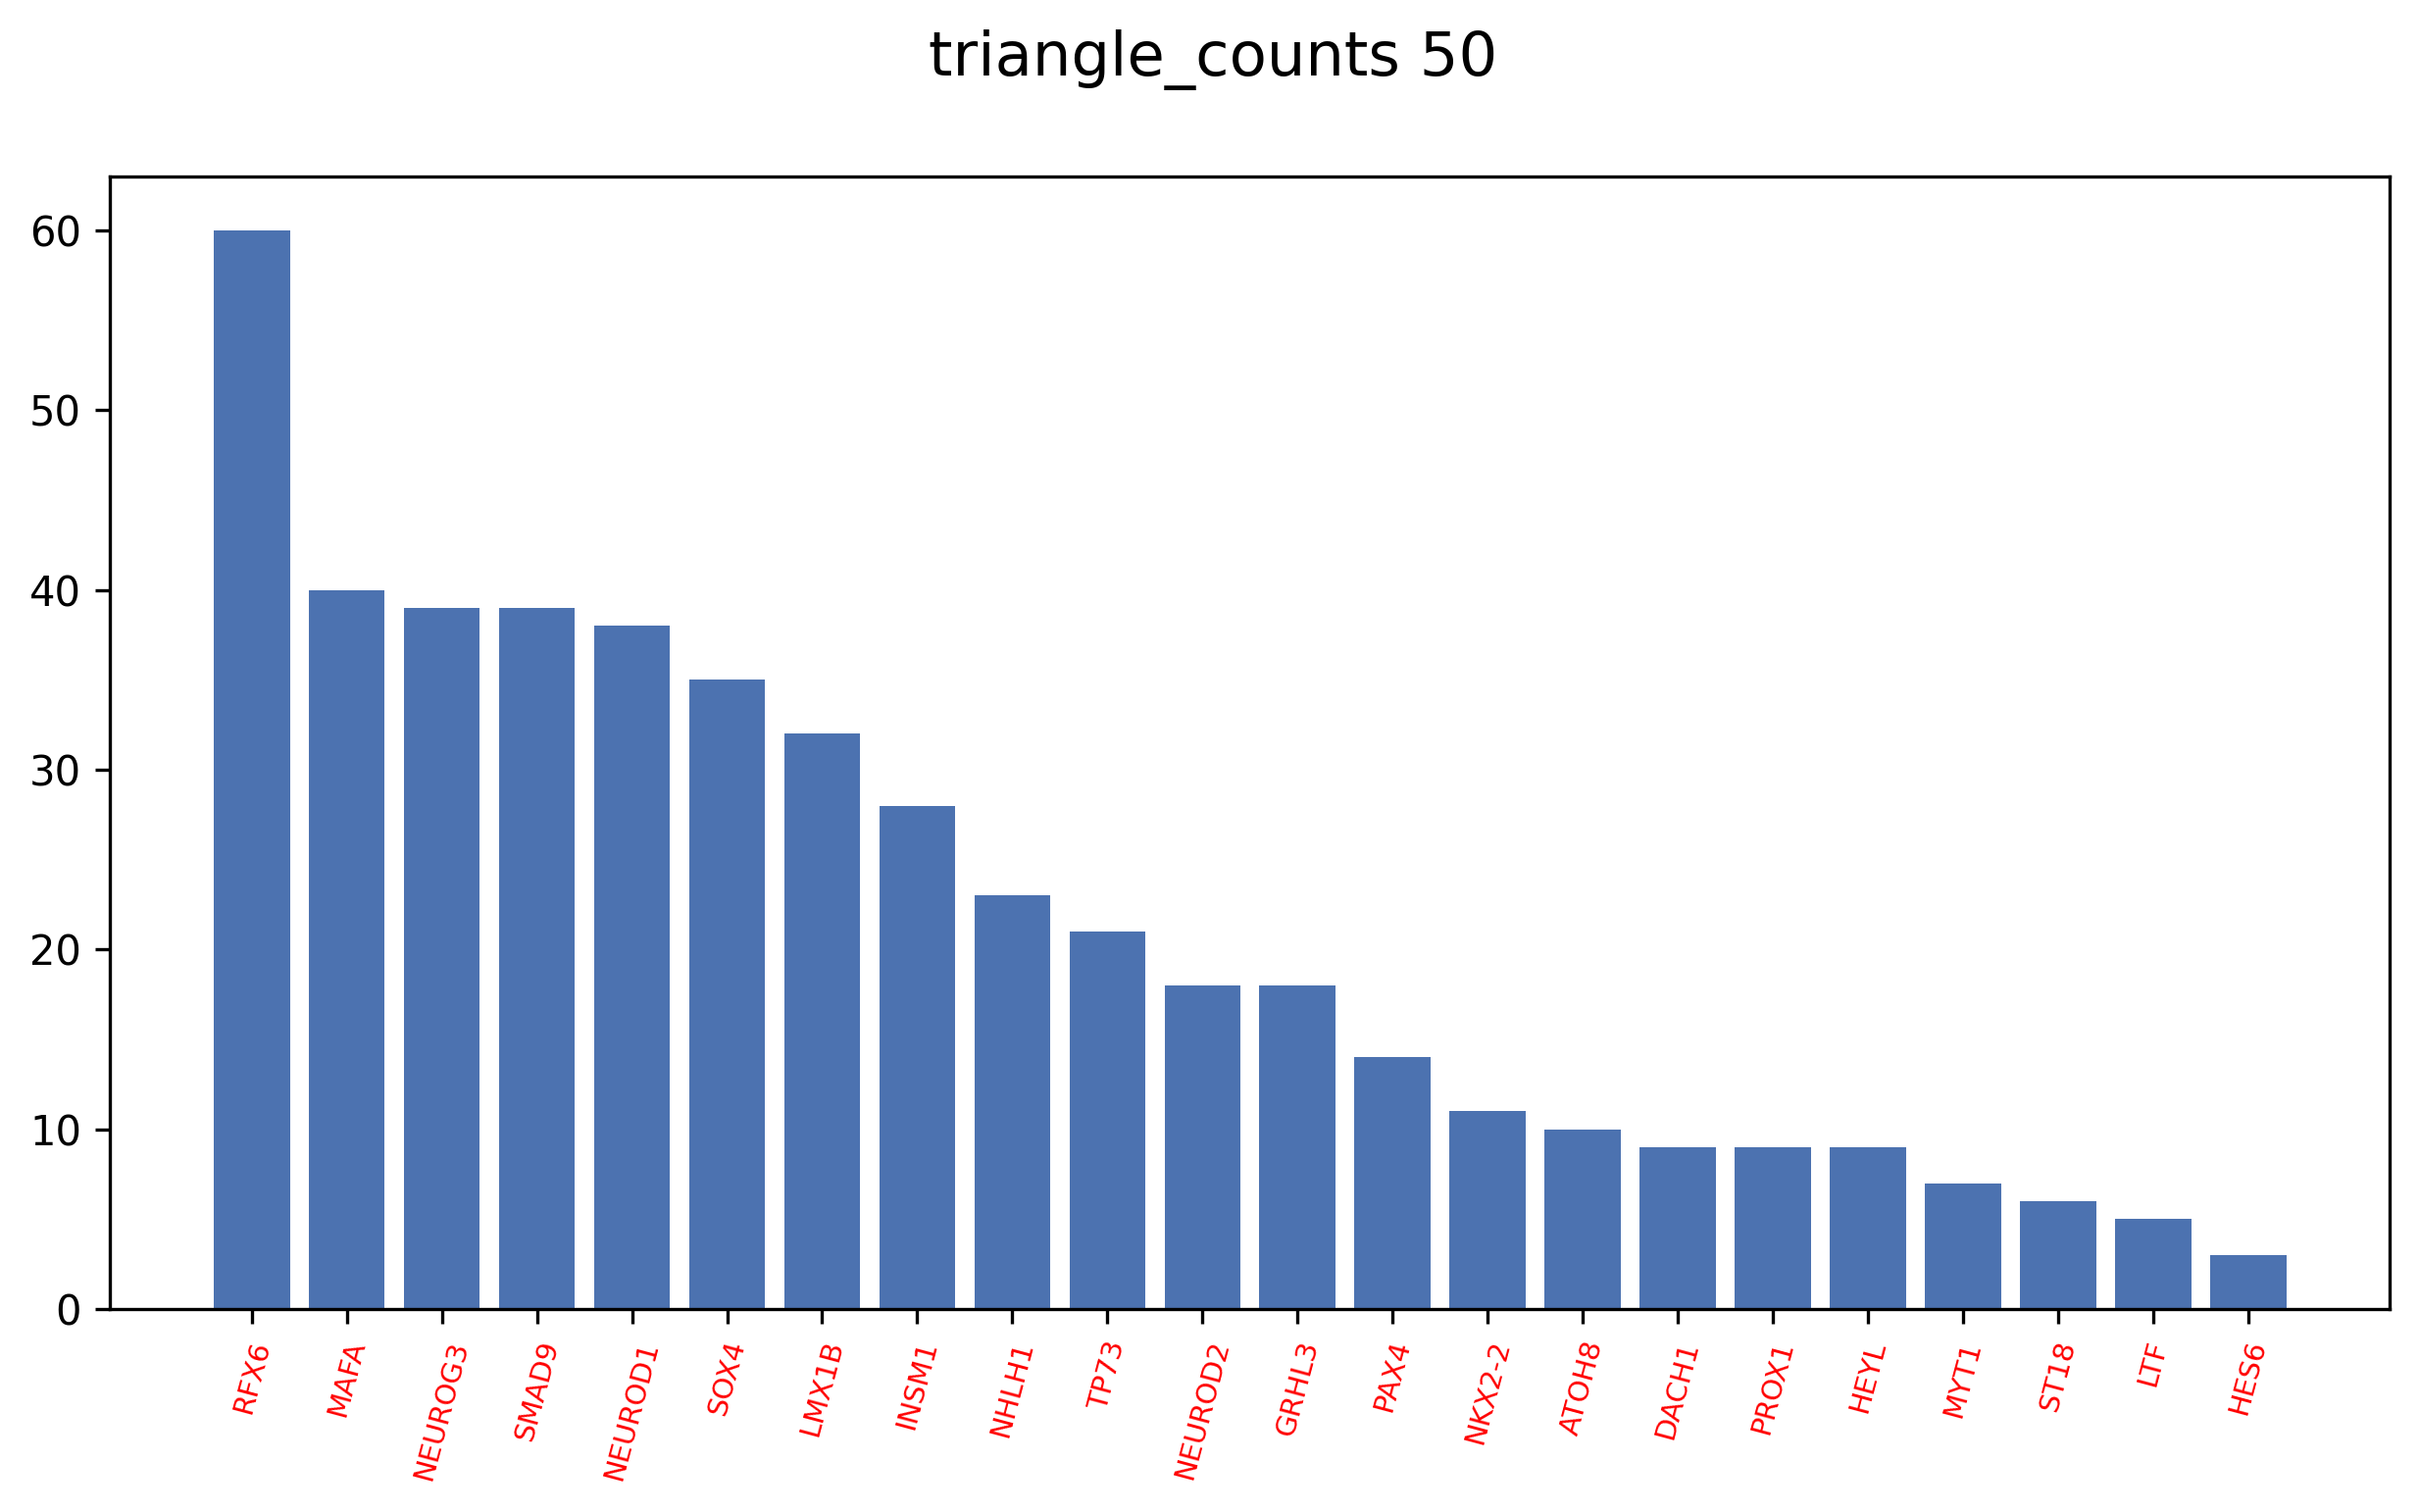 triangle_counts 50
60
50
40
30
20
10
0
RFX6
MAFA
NEUROG3
SMAD9
NEUROD1
SOX4
LMX1B
INSM1
NHLH1
TP73
NEUROD2
GRHL3
PAX4
NKX2-2
ATOH8
DACH1
PROX1
HEYL
MYT1
ST18
LTF
HES6